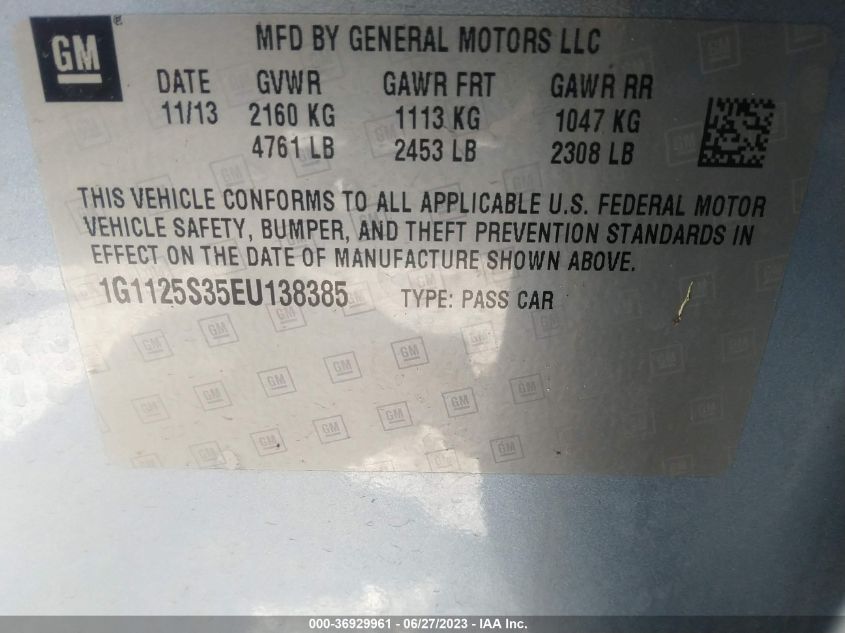 GM®
MFD BY GENERAL MOTORS LLC
DATE GVWR GAWR FRT GAWR RR
11/13 2160 KG 1113 KG 1047 KG
4761 LB 2453 LB 2308 LB
THIS VEHICLE CONFORMS TO ALL APPLICABLE U.S. FEDERAL MOTOR
VEHICLE SAFETY, BUMPER, AND THEFT PREVENTION STANDARDS IN
EFFECT ON THE DATE OF MANUFACTURE SHOWN ABOVE.
1G1125S35EU138385 TYPE: PASS CAR
000-36929961 - 06/27/2023 - IAA Inc.